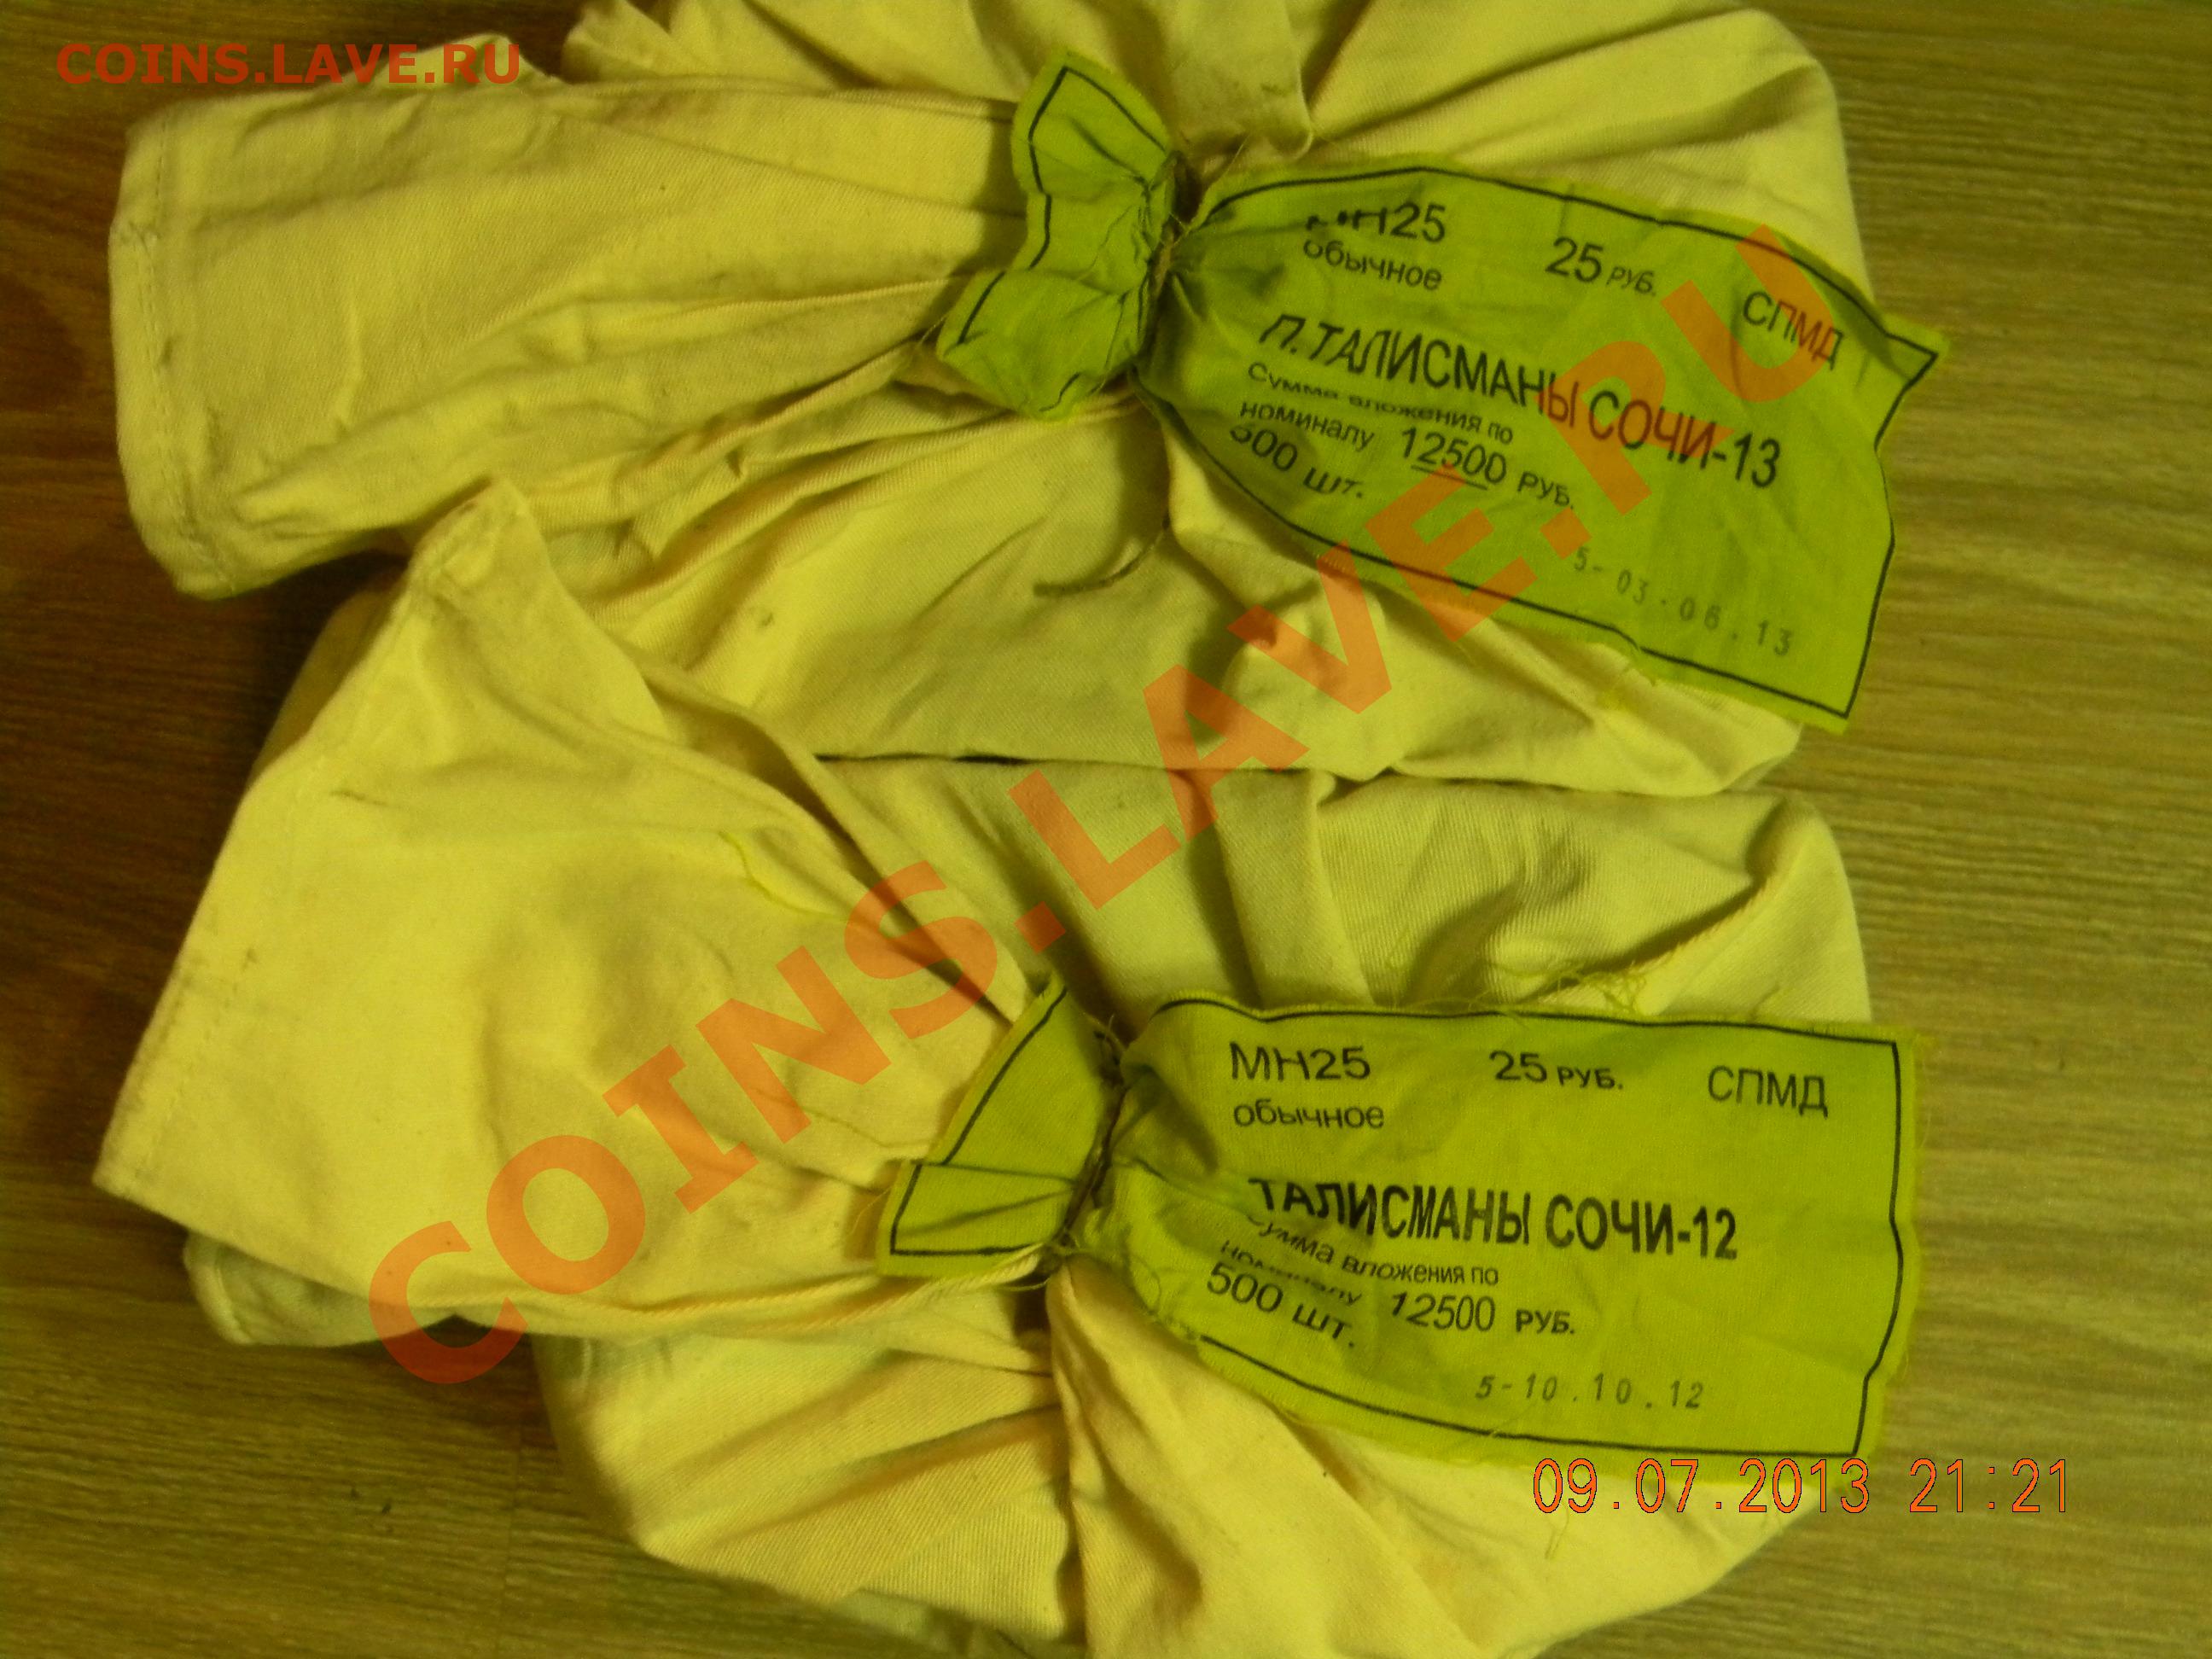 COINS.LAVE.RU
МН25 25 РУБ. СПМД
обычное
П.ТАЛИСМАНЫ СОЧИ-13
Сумма вложения по
номиналу 12500 РУБ.
500 шт.
5-03.06.13
COINS.LAVE.RU
МН25 25 РУБ. СПМД
обычное
ТАЛИСМАНЫ СОЧИ-12
Сумма вложения по
номиналу 12500 РУБ.
500 шт.
5-10.10.12
09.07.2013 21:21